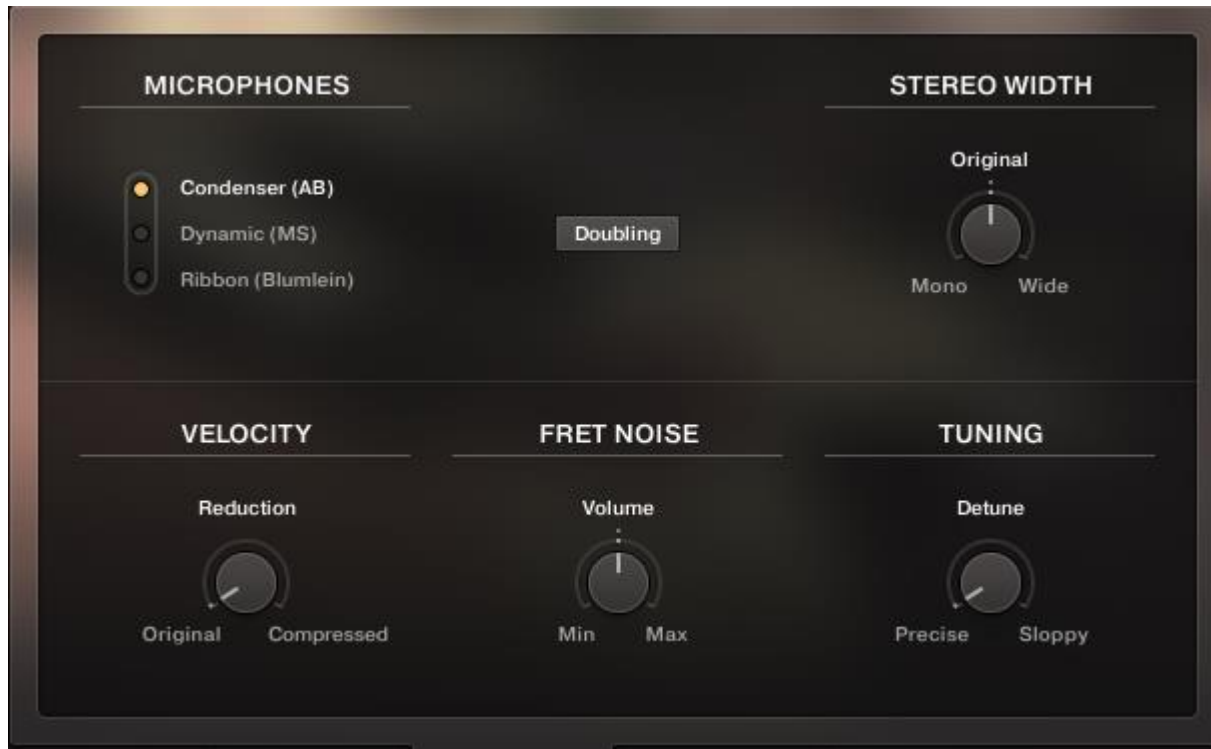 MICROPHONES
STEREO WIDTH
Original
Condenser (AB)
Dynamic (MS)
Doubling
Ribbon (Blumlein)
Mono Wide
VELOCITY
FRET NOISE
TUNING
Reduction
Volume
Detune
Original Compressed
Min Max
Precise Sloppy